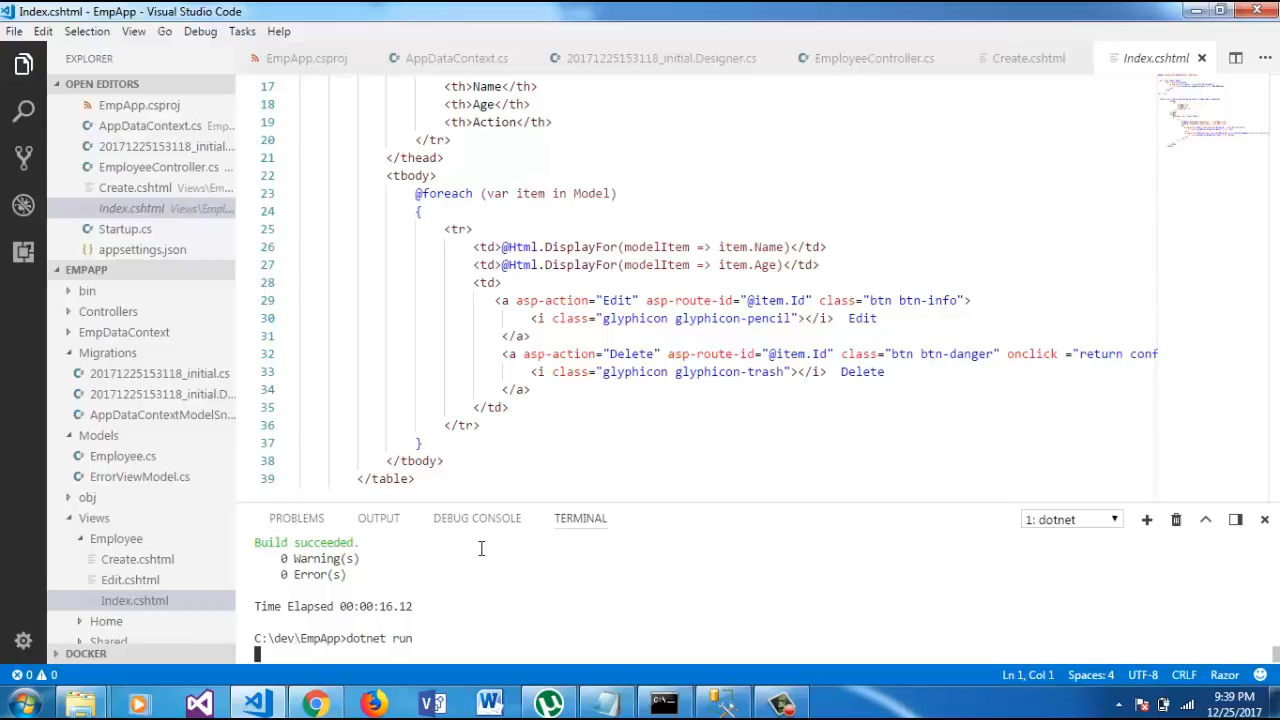 Index.cshtml - EmpApp - Visual Studio Code
File Edit Selection View Go Debug Tasks Help
EXPLORER
OPEN EDITORS
EmpApp.csproj
AppDataContext.cs Emp...
20171225153118_initial....
EmployeeController.cs
Create.cshtml Views\Em...
Index.cshtml Views\Empl...
Startup.cs
appsettings.json
EMPAPP
bin
Controllers
EmpDataContext
Migrations
20171225153118_initial.cs
20171225153118_initial.D...
AppDataContextModelSn...
Models
Employee.cs
ErrorViewModel.cs
obj
Views
Employee
Create.cshtml
Edit.cshtml
Index.cshtml
Home
Shared
DOCKER
EmpApp.csproj AppDataContext.cs 20171225153118_initial.Designer.cs EmployeeController.cs Create.cshtml Index.cshtml
17 <th>Name</th>
18 <th>Age</th>
19 <th>Action</th>
20 </tr>
21 </thead>
22 <tbody>
23 @foreach (var item in Model)
24 {
25 <tr>
26 <td>@Html.DisplayFor(modelItem => item.Name)</td>
27 <td>@Html.DisplayFor(modelItem => item.Age)</td>
28 <td>
29 <a asp-action="Edit" asp-route-id="@item.Id" class="btn btn-info">
30 <i class="glyphicon glyphicon-pencil"></i> Edit
31 </a>
32 <a asp-action="Delete" asp-route-id="@item.Id" class="btn btn-danger" onclick ="return conf
33 <i class="glyphicon glyphicon-trash"></i> Delete
34 </a>
35 </td>
36 </tr>
37 }
38 </tbody>
39 </table>
PROBLEMS OUTPUT DEBUG CONSOLE TERMINAL 1: dotnet
Build succeeded.
0 Warning(s)
0 Error(s)
Time Elapsed 00:00:16.12
C:\dev\EmpApp>dotnet run
0 0 Ln 1, Col 1 Spaces: 4 UTF-8 CRLF Razor
9:39 PM
12/25/2017